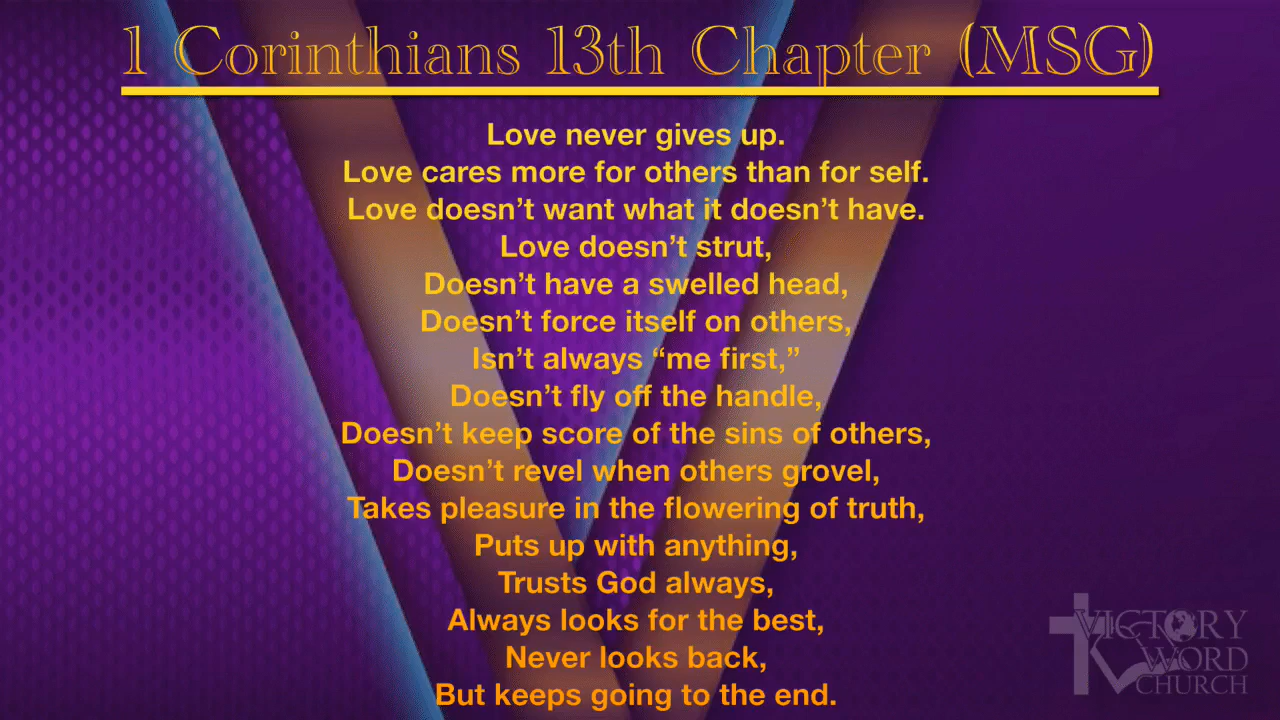 1 Corinthians 13th Chapter (MSG)
Love never gives up.
Love cares more for others than for self.
Love doesn’t want what it doesn’t have.
Love doesn’t strut,
Doesn’t have a swelled head,
Doesn’t force itself on others,
Isn’t always “me first,”
Doesn’t fly off the handle,
Doesn’t keep score of the sins of others,
Doesn’t revel when others grovel,
Takes pleasure in the flowering of truth,
Puts up with anything,
Trusts God always,
Always looks for the best,
Never looks back,
But keeps going to the end.
VICTORY
WORD
CHURCH